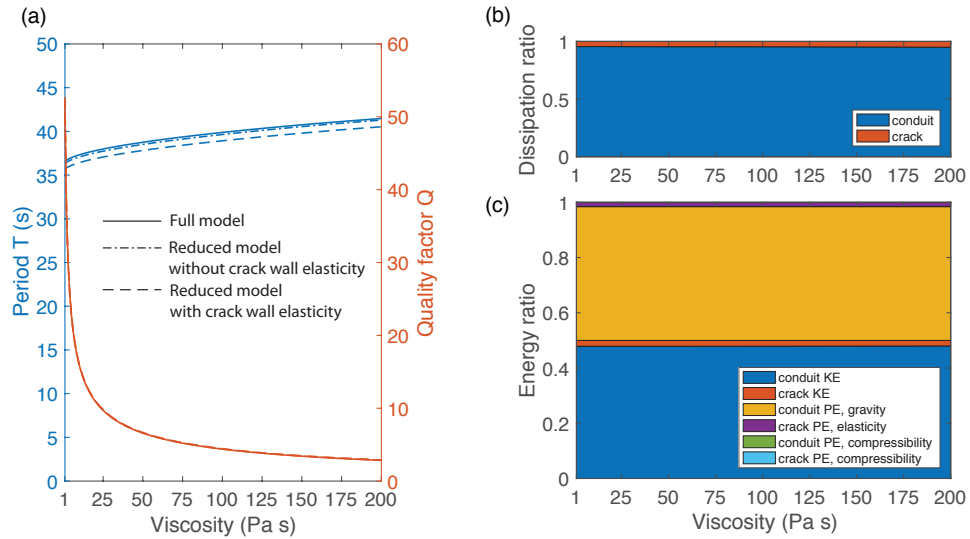 (a)
50
45
40
35
30
25
20
15
10
5
0
Period T (s)
60
50
40
30
20
10
0
Quality factor Q
Full model
Reduced model
without crack wall elasticity
Reduced model
with crack wall elasticity
1 25 50 75 100 125 150 175 200
Viscosity (Pa s)
(b)
1
0.5
0
Dissipation ratio
conduit
crack
1 25 50 75 100 125 150 175 200
(c)
1
0.8
0.6
0.4
0.2
0
Energy ratio
conduit KE
crack KE
conduit PE, gravity
crack PE, elasticity
conduit PE, compressibility
crack PE, compressibility
1 25 50 75 100 125 150 175 200
Viscosity (Pa s)